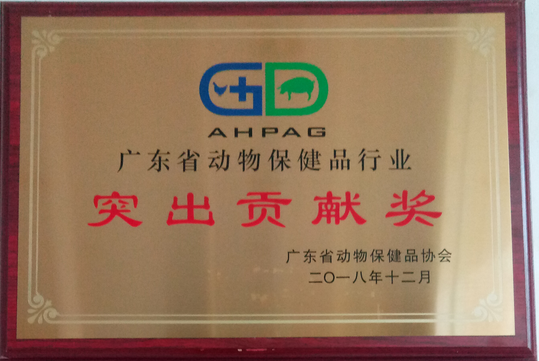 GD
AHPAG
广东省动物保健品行业
突出贡献奖
广东省动物保健品协会
二〇一八年十二月